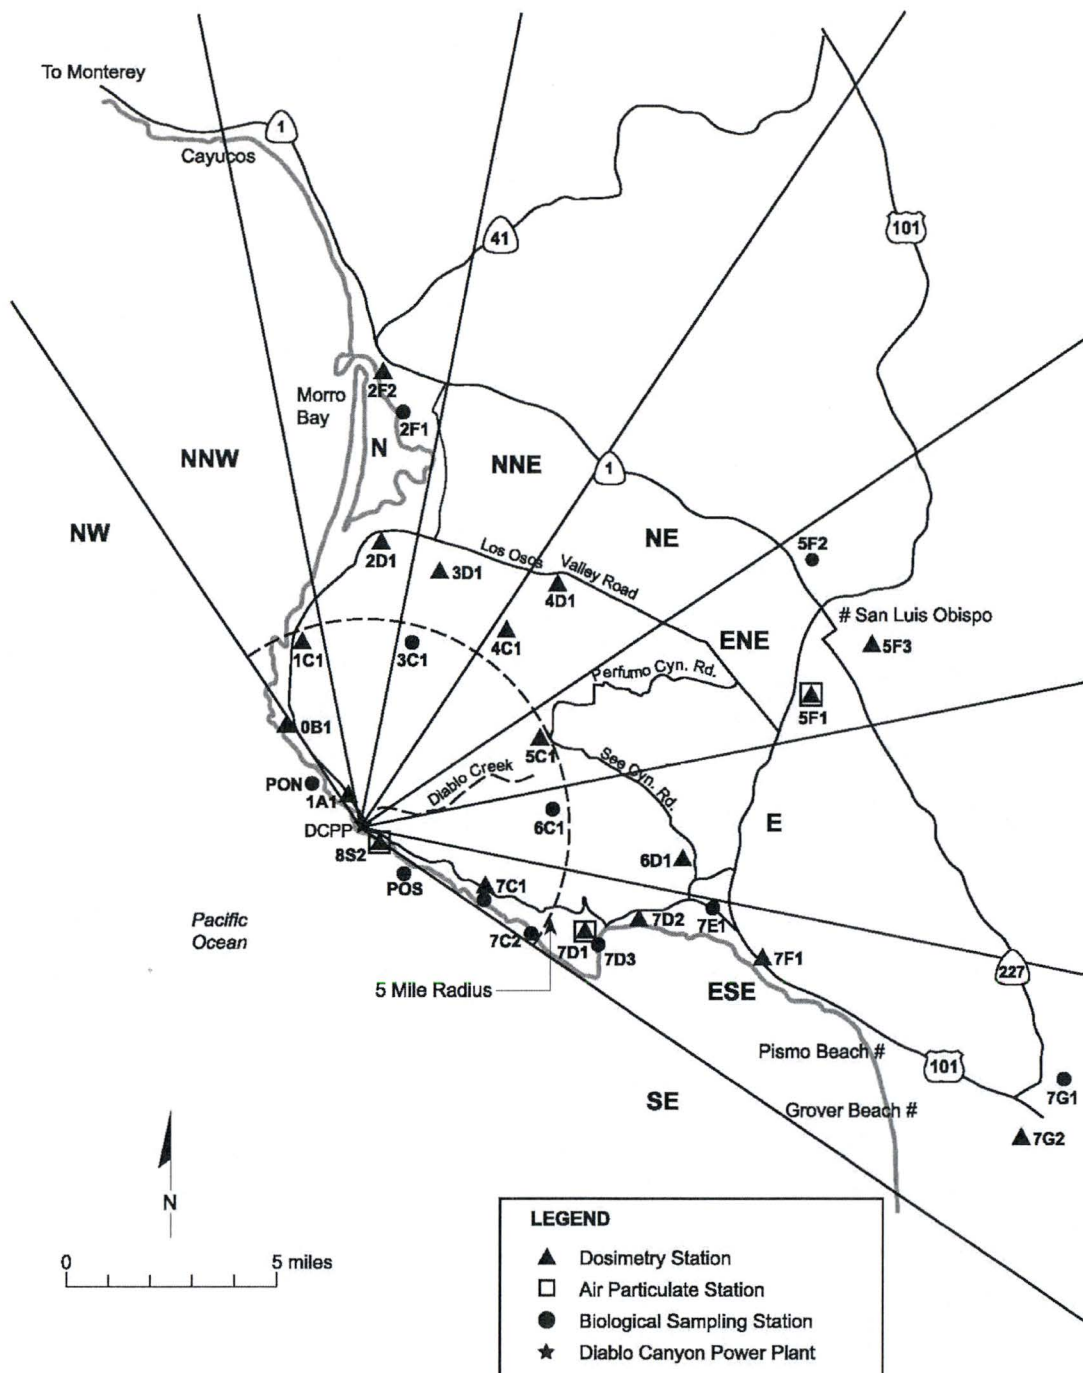 To Monterey
1
Cayucos
41
101
2F2
Morro
Bay
2F1
N
NNW
NNE
1
NW
NE
5F2
2D1
Los Osos
Valley Road
3D1
4D1
# San Luis Obispo
4C1
ENE
5F3
1C1
3C1
Perfumo Cyn. Rd.
5F1
0B1
5C1
See Cyn. Rd.
Diablo Creek
PON
1A1
6C1
DCPP
E
8S2
6D1
POS
7C1
Pacific
Ocean
7C2
7D1
7D2
7D3
7E1
7F1
227
5 Mile Radius
ESE
Pismo Beach #
101
7G1
SE
Grover Beach #
7G2
N
0
5 miles
LEGEND
Dosimetry Station
Air Particulate Station
Biological Sampling Station
Diablo Canyon Power Plant